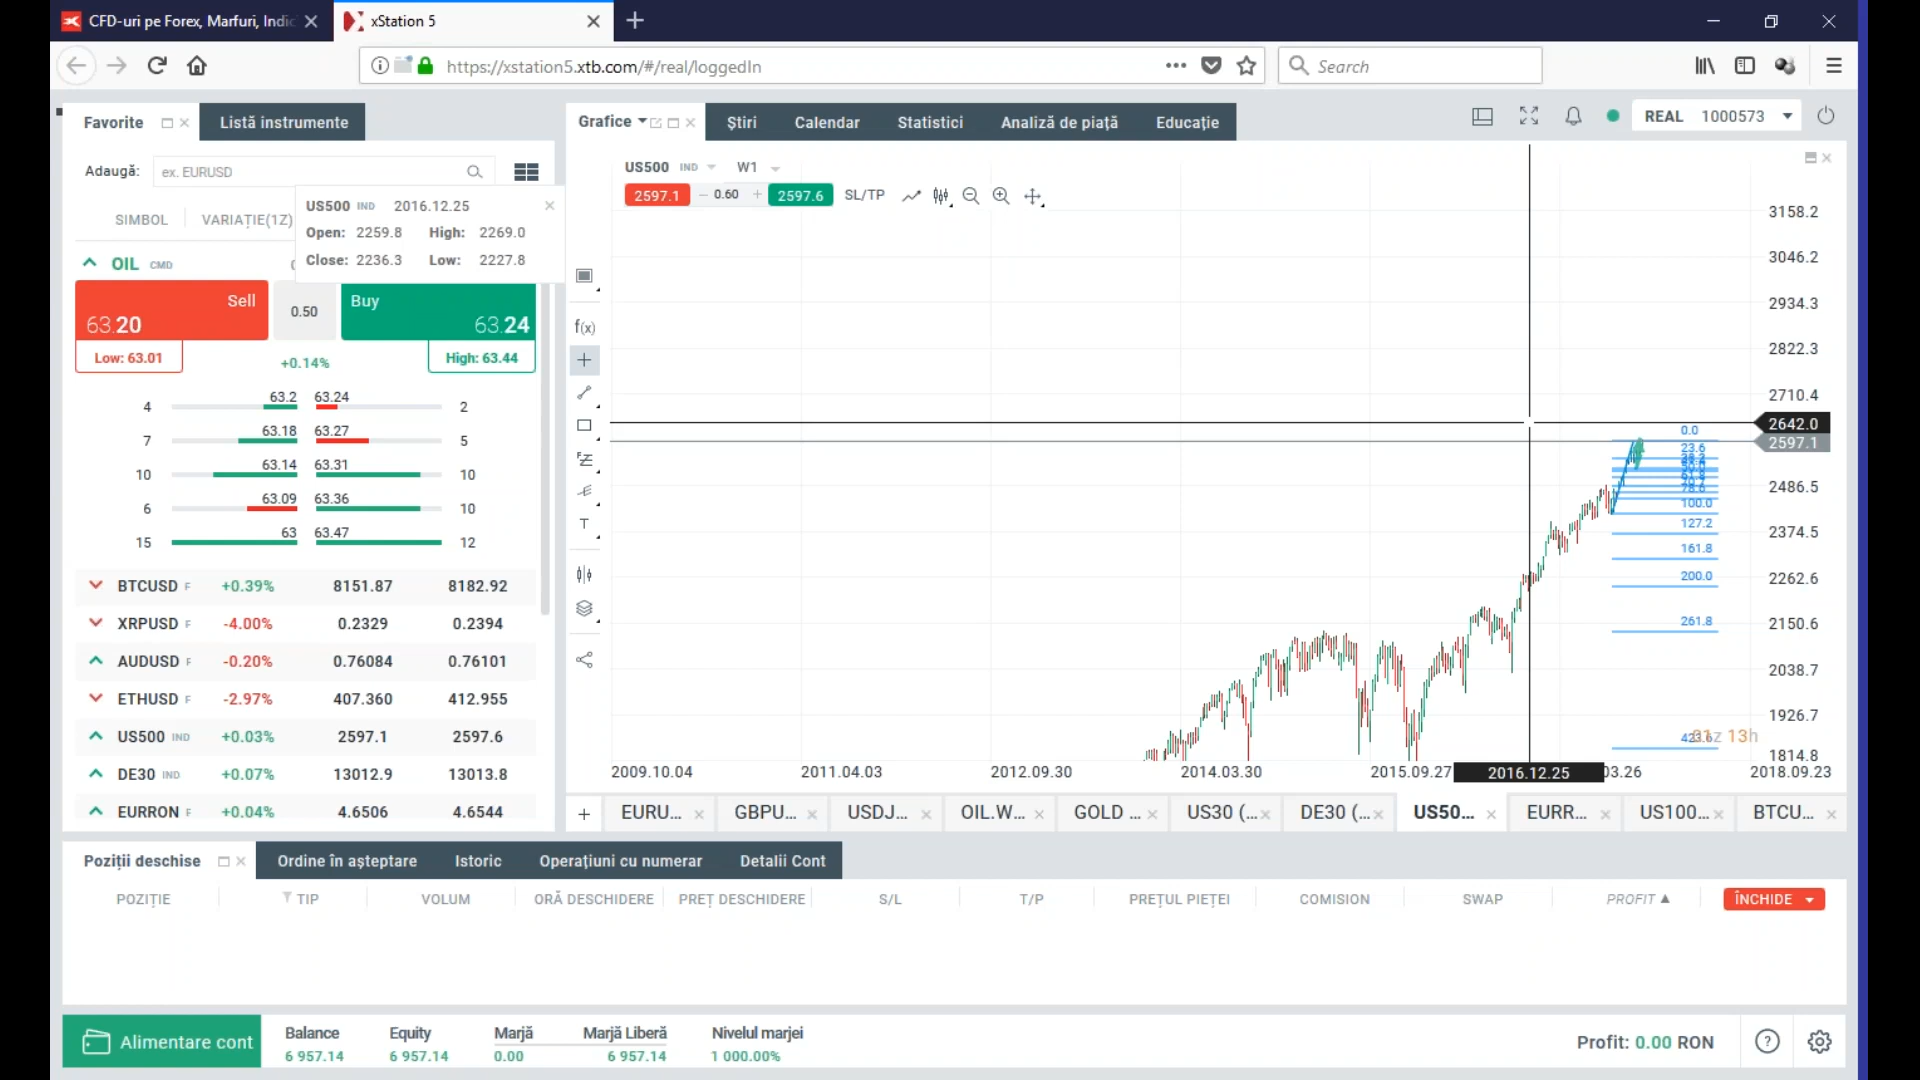 CFD-uri pe Forex, Marfuri, Indic
xStation 5
https://xstation5.xtb.com/#/real/loggedIn
Search
Favorite
Listă instrumente
Adaugă: ex. EURUSD
SIMBOL VARIAȚIE(1Z)
US500 IND 2016.12.25
Open: 2259.8 High: 2269.0
Close: 2236.3 Low: 2227.8
OIL CMD
Sell 63.20
0.50
Buy 63.24
Low: 63.01 +0.14% High: 63.44
4 63.2 63.24 2
7 63.18 63.27 5
10 63.14 63.31 10
6 63.09 63.36 10
15 63 63.47 12
BTCUSD F +0.39% 8151.87 8182.92
XRPUSD F -4.00% 0.2329 0.2394
AUDUSD F -0.20% 0.76084 0.76101
ETHUSD F -2.97% 407.360 412.955
US500 IND +0.03% 2597.1 2597.6
DE30 IND +0.07% 13012.9 13013.8
EURRON F +0.04% 4.6506 4.6544
Grafice Știri Calendar Statistici Analiză de piață Educație
REAL 1000573
US500 IND W1
2597.1 – 0.60 + 2597.6 SL/TP
f(x)
T
3158.2
3046.2
2934.3
2822.3
2710.4
2642.0
2597.1
2486.5
2374.5
2262.6
2150.6
2038.7
1926.7
1814.8
0.0
23.6
61.8
78.6
100.0
127.2
161.8
200.0
261.8
423.6
13h
2009.10.04 2011.04.03 2012.09.30 2014.03.30 2015.09.27 2016.12.25 03.26 2018.09.23
+ EURU... GBPU... USDJ... OIL.W... GOLD ... US30 (... DE30 (... US50... EURR... US100... BTCU...
Poziții deschise Ordine în așteptare Istoric Operațiuni cu numerar Detalii Cont
POZIȚIE TIP VOLUM ORĂ DESCHIDERE PREȚ DESCHIDERE S/L T/P PREȚUL PIEȚEI COMISION SWAP PROFIT ÎNCHIDE
Alimentare cont
Balance Equity Marjă Marjă Liberă Nivelul marjei
6 957.14 6 957.14 0.00 6 957.14 1 000.00%
Profit: 0.00 RON